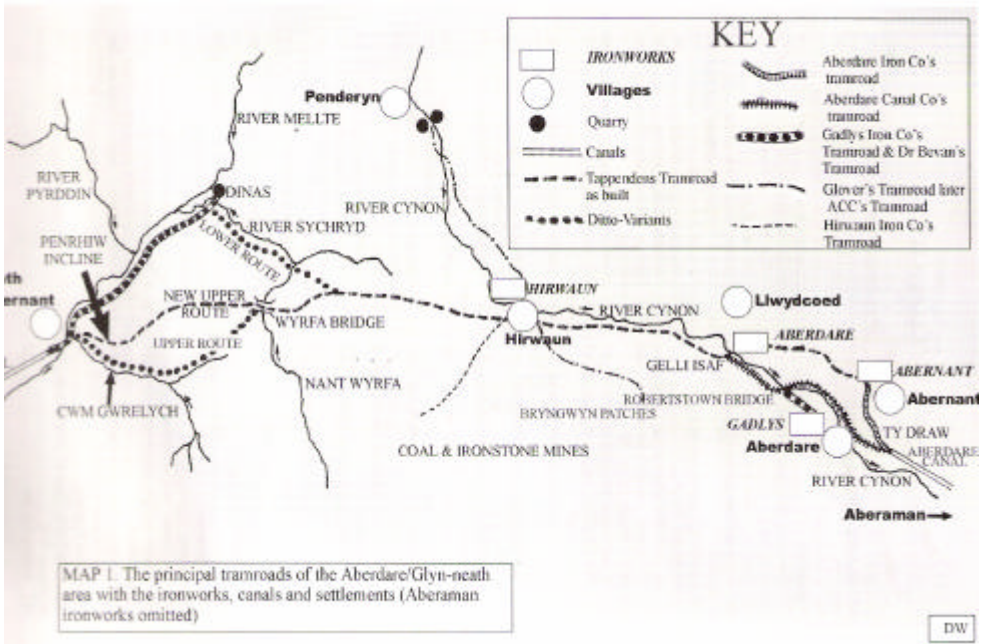 KEY
IRONWORKS
Villages
Quarry
Canals
Tappendens Tramroad
as built
Ditto-Variants
Aberdare Iron Co's
tramroad
Aberdare Canal Co's
tramroad
Gadlys Iron Co's
Tramroad & Dr Bevan's
Tramroad
Glover's Tramroad later
ACC's Tramroad
Hirwaun Iron Co's
Tramroad
Penderyn
RIVER MELLTE
RIVER
PYRDDIN
DINAS
RIVER CYNON
RIVER SYCHRYD
PENRHIW
INCLINE
LOWER ROUTE
NEW UPPER
ROUTE
WYRFA BRIDGE
UPPER ROUTE
HIRWAUN
Hirwaun
RIVER CYNON
Llwydcoed
ABERDARE
GELLI ISAF
ABERNANT
Abernant
NANT WYRFA
CWM GWRELYCH
ROBERTSTOWN BRIDGE
BRYNGWYN PATCHES
GADLYS
Aberdare
TY DRAW
ABERDARE
CANAL
COAL & IRONSTONE MINES
RIVER CYNON
Aberaman
MAP 1. The principal tramroads of the Aberdare/Glyn-neath
area with the ironworks, canals and settlements (Aberaman
ironworks omitted)
DW